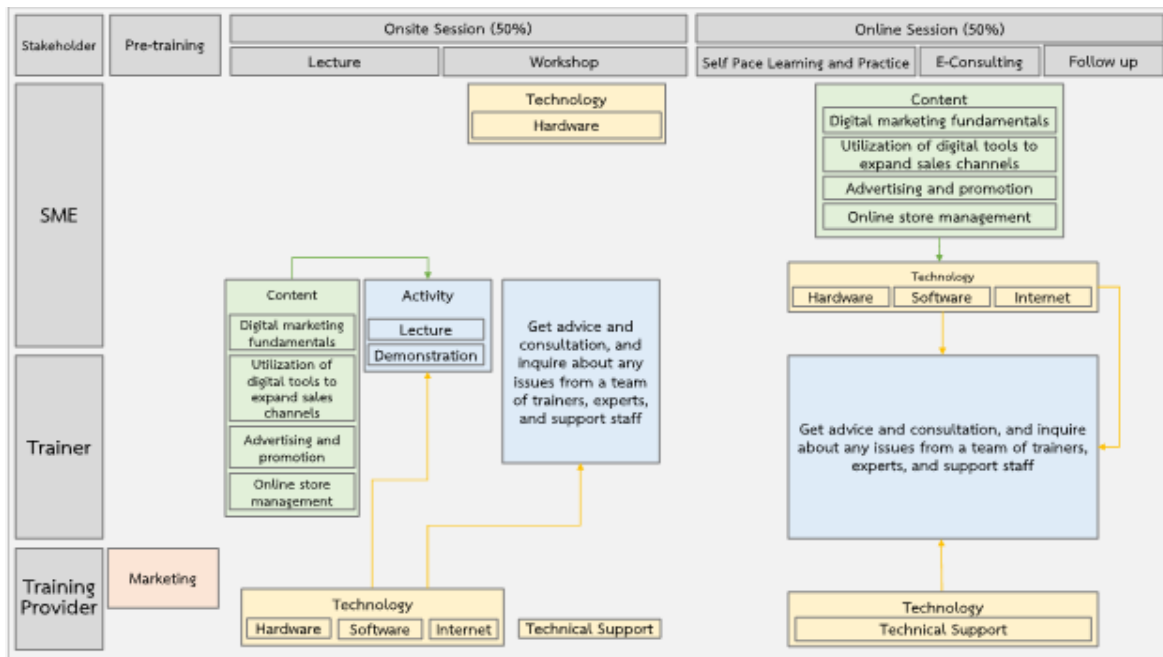 Stakeholder
Pre-training
Onsite Session (50%)
Online Session (50%)
Lecture
Workshop
Self Pace Learning and Practice
E-Consulting
Follow up
SME
Technology
Hardware
Content
Digital marketing fundamentals
Utilization of digital tools to
expand sales channels
Advertising and promotion
Online store management
Technology
Hardware
Software
Internet
Content
Digital marketing
fundamentals
Utilization of
digital tools to
expand sales
channels
Advertising and
promotion
Online store
management
Activity
Lecture
Demonstration
Get advice and
consultation, and
inquire about any
issues from a team
of trainers, experts,
and support staff
Trainer
Get advice and consultation, and inquire
about any issues from a team of trainers,
experts, and support staff
Training
Provider
Marketing
Technology
Hardware
Software
Internet
Technical Support
Technology
Technical Support